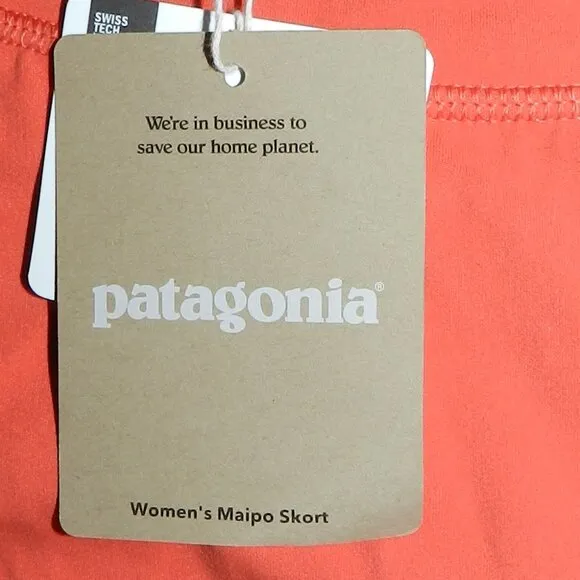 SWISS
TECH
We're in business to
save our home planet.
patagonia®
Women's Maipo Skort